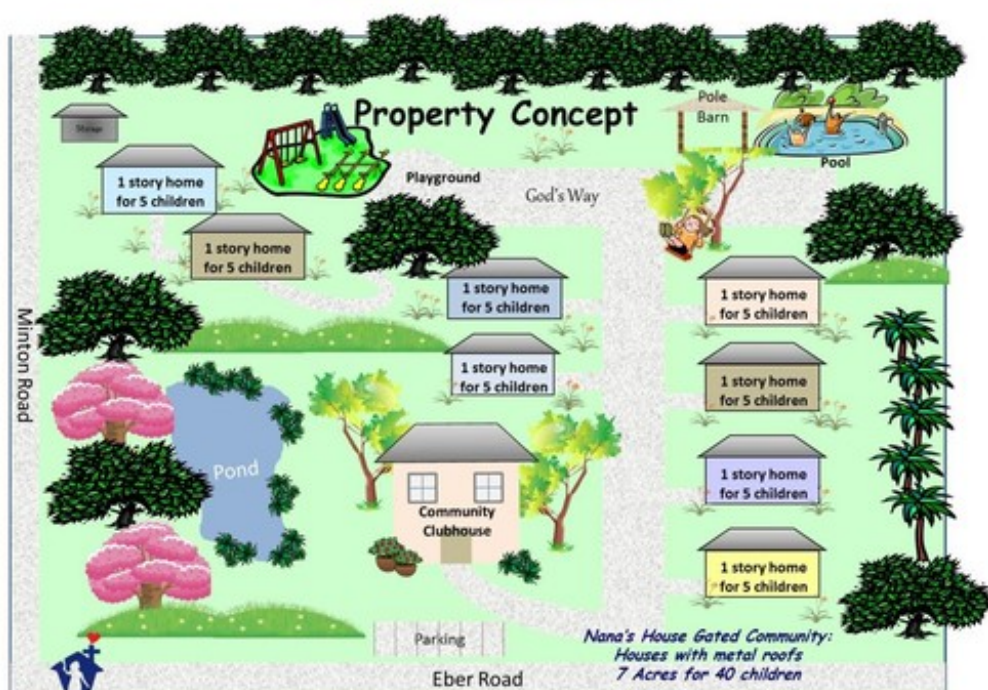 Property Concept
Pole
Barn
Storage
Pool
1 story home
for 5 children
Playground
God's Way
1 story home
for 5 children
1 story home
for 5 children
1 story home
for 5 children
Minton Road
1 story home
for 5 children
1 story home
for 5 children
Pond
1 story home
for 5 children
Community
Clubhouse
1 story home
for 5 children
Parking
Nana's House Gated Community:
Houses with metal roofs
7 Acres for 40 children
Eber Road